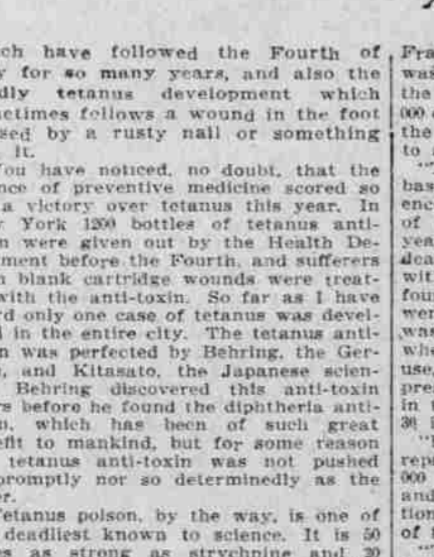 ch have followed the Fourth of
y for so many years, and also the
dly tetanus development which
etimes follows a wound in the foot
sed by a rusty nail or something
it.
You have noticed, no doubt, that the
nce of preventive medicine scored so
a victory over tetanus this year. In
York 1200 bottles of tetanus anti-
n were given out by the Health De-
ment before the Fourth, and sufferers
n blank cartridge wounds were treat-
with the anti-toxin. So far as I have
rd only one case of tetanus was devel-
d in the entire city. The tetanus anti-
n was perfected by Behring, the Ger-
, and Kitasato, the Japanese scien-
Behring discovered this anti-toxin
rs before he found the diphtheria anti-
n, which has been of such great
efit to mankind, but for some reason
tetanus anti-toxin was not pushed
promptly nor so determinedly as the
er.
Tetanus poison, by the way, is one of
deadliest known to science. It is 50
es as strong as strychnine and
Fra
was
the
000
the
to
"
bas
enc
of
yea
dea
wit
fou
wer
was
whe
use
pres
in t
30 i
"
rep
000
and
tion
of t